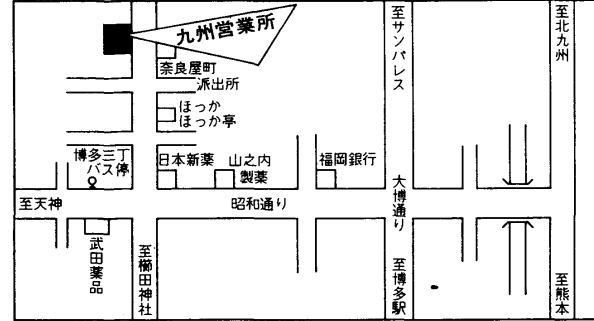 九州営業所
奈良屋町
派出所
ほっか
ほっか亭
至サンパレス
至北九州
博多三丁
バス停
日本新薬
山之内
製薬
福岡銀行
至天神
昭和通り
大博通り
武田薬品
至櫛田神社
至博多駅
至熊本